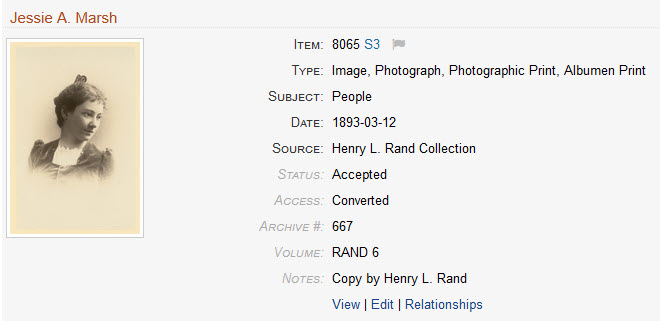 Jessie A. Marsh
Item: 8065 S3
Type: Image, Photograph, Photographic Print, Albumen Print
Subject: People
Date: 1893-03-12
Source: Henry L. Rand Collection
Status: Accepted
Access: Converted
Archive #: 667
Volume: RAND 6
Notes: Copy by Henry L. Rand
View | Edit | Relationships